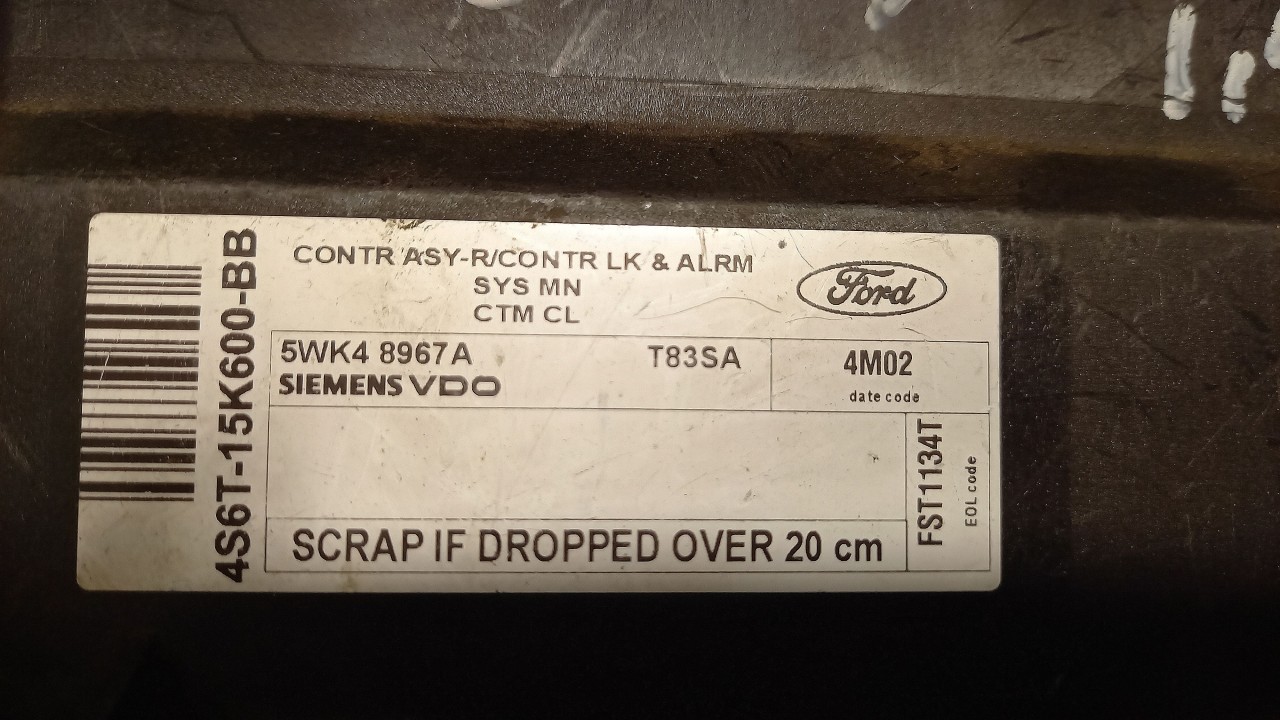 4S6T-15K600-BB
CONTR ASY-R/CONTR LK & ALRM
SYS MN
CTM CL
Ford
5WK4 8967A T83SA
SIEMENS VDO
4M02
date code
FST1134T
EOL code
SCRAP IF DROPPED OVER 20 cm